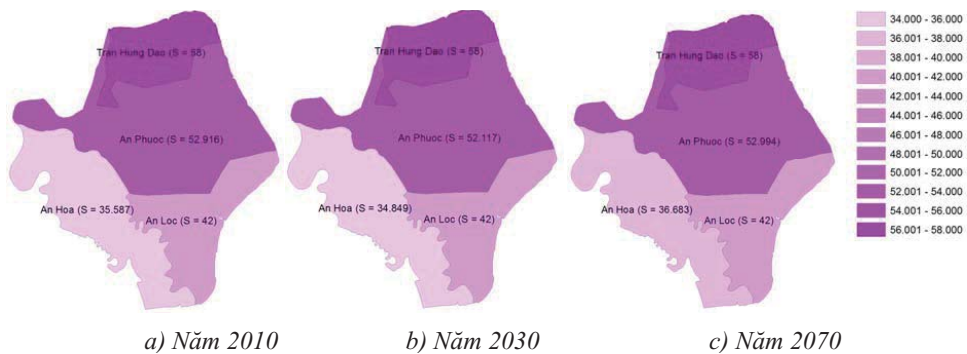 Tran Hung Dao (S = 58)
An Phuoc (S = 52.916)
An Hoa (S = 35.587)
An Loc (S = 42)
a) Năm 2010
Tran Hung Dao (S = 58)
An Phuoc (S = 52.117)
An Hoa (S = 34.849)
An Loc (S = 42)
b) Năm 2030
Tran Hung Dao (S = 58)
An Phuoc (S = 52.994)
An Hoa (S = 36.683)
An Loc (S = 42)
c) Năm 2070
34.000 - 36.000
36.001 - 38.000
38.001 - 40.000
40.001 - 42.000
42.001 - 44.000
44.001 - 46.000
46.001 - 48.000
48.001 - 50.000
50.001 - 52.000
52.001 - 54.000
54.001 - 56.000
56.001 - 58.000